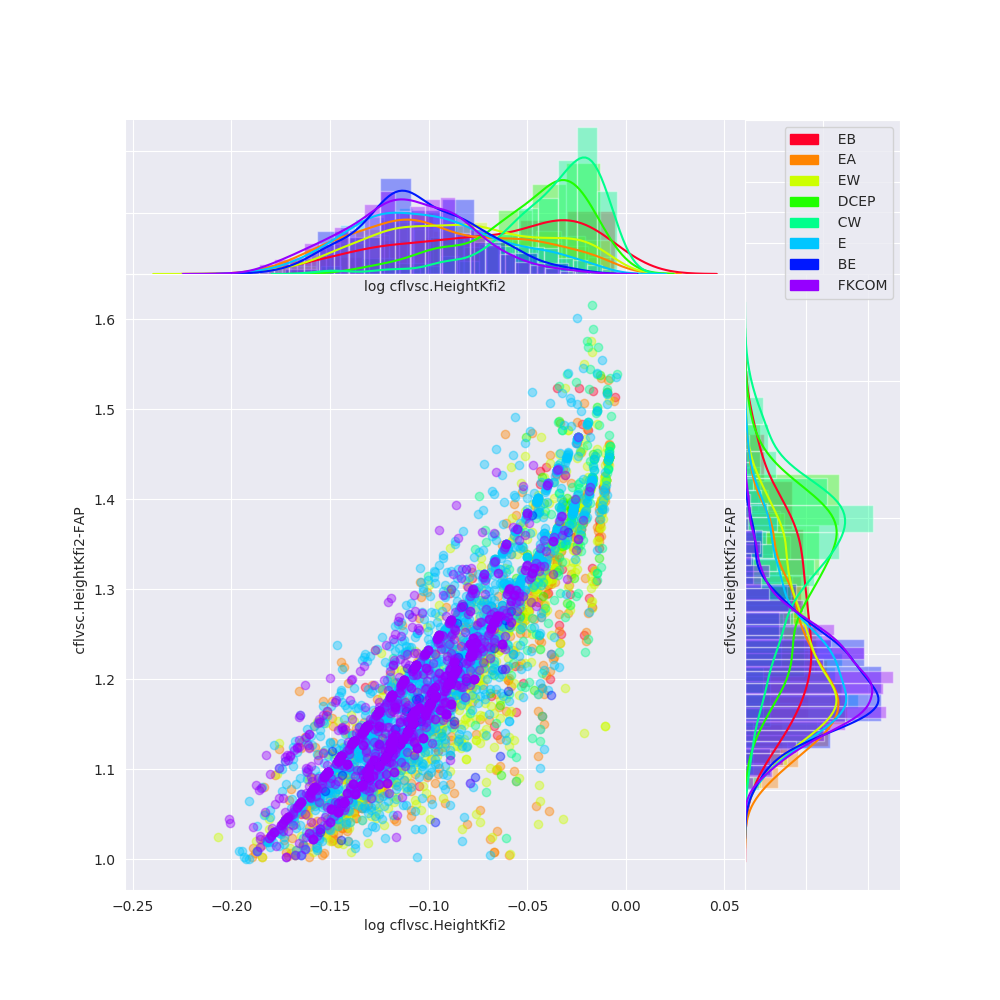 EB
EA
EW
DCEP
CW
E
BE
FKCOM
log cflvsc.HeightKfi2
1.6
1.5
1.4
1.3
1.2
1.1
1.0
cflvsc.HeightKfi2-FAP
cflvsc.HeightKfi2-FAP
−0.25 −0.20 −0.15 −0.10 −0.05 0.00 0.05
log cflvsc.HeightKfi2